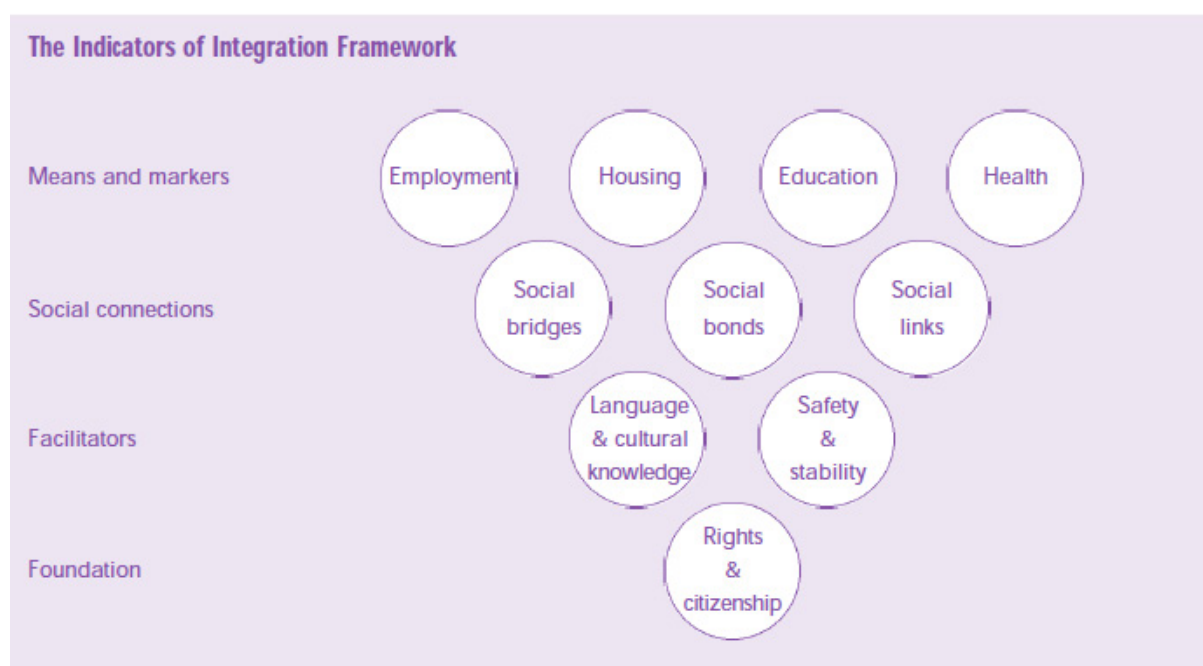 The Indicators of Integration Framework
Means and markers
Employment
Housing
Education
Health
Social connections
Social
bridges
Social
bonds
Social
links
Facilitators
Language
& cultural
knowledge
Safety
&
stability
Foundation
Rights
&
citizenship